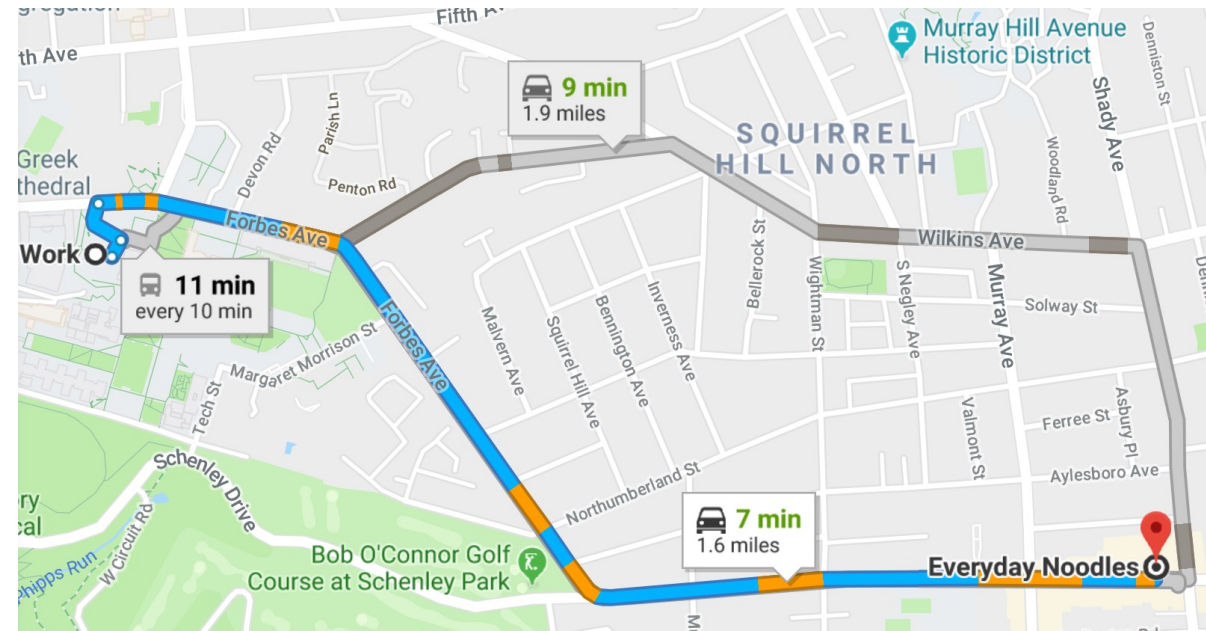 Fifth
th Ave
Murray Hill Avenue
Historic District
Denniston St
Shady Ave
9 min
1.9 miles
Parish Ln
SQUIRREL
HILL NORTH
Woodland Rd
Greek
thedral
Devon Rd
Penton Rd
Forbes Ave
Wilkins Ave
Work
11 min
every 10 min
Bellerock St
Wightman St
S Negley Ave
Murray Ave
Solway St
Inverness Ave
Bennington Ave
Squirrel Hill Ave
Malvern Ave
Forbes Ave
Margaret Morrison St
Tech St
Valmont St
Ferree St
Asbury Pl
Aylesboro Ave
Schenley Drive
Northumberland St
W Circuit Rd
Phipps Run
7 min
1.6 miles
Bob O'Connor Golf
Course at Schenley Park
Everyday Noodles